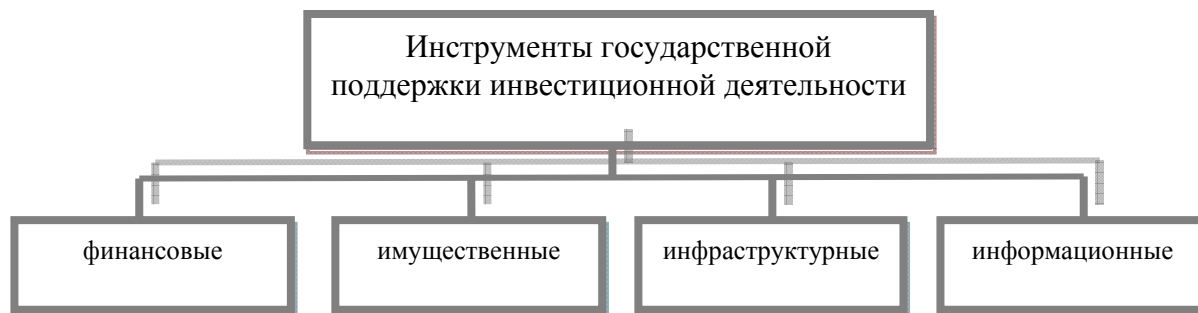 Инструменты государственной
поддержки инвестиционной деятельности
финансовые
имущественные
инфраструктурные
информационные